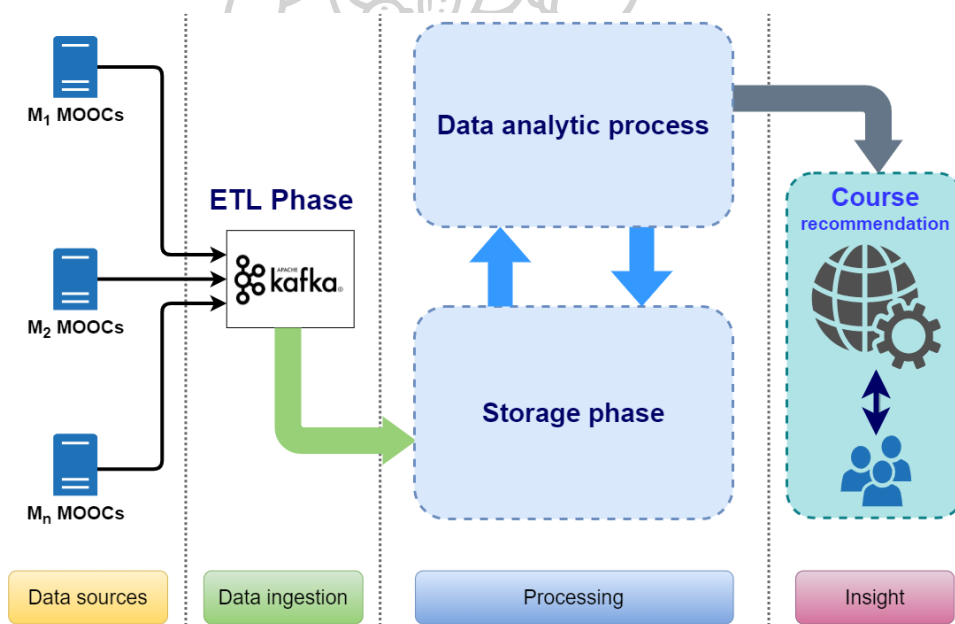 M₁ MOOCs
M₂ MOOCs
Mₙ MOOCs
ETL Phase
APACHE
kafka®
Data analytic process
Storage phase
Course
recommendation
Data sources
Data ingestion
Processing
Insight